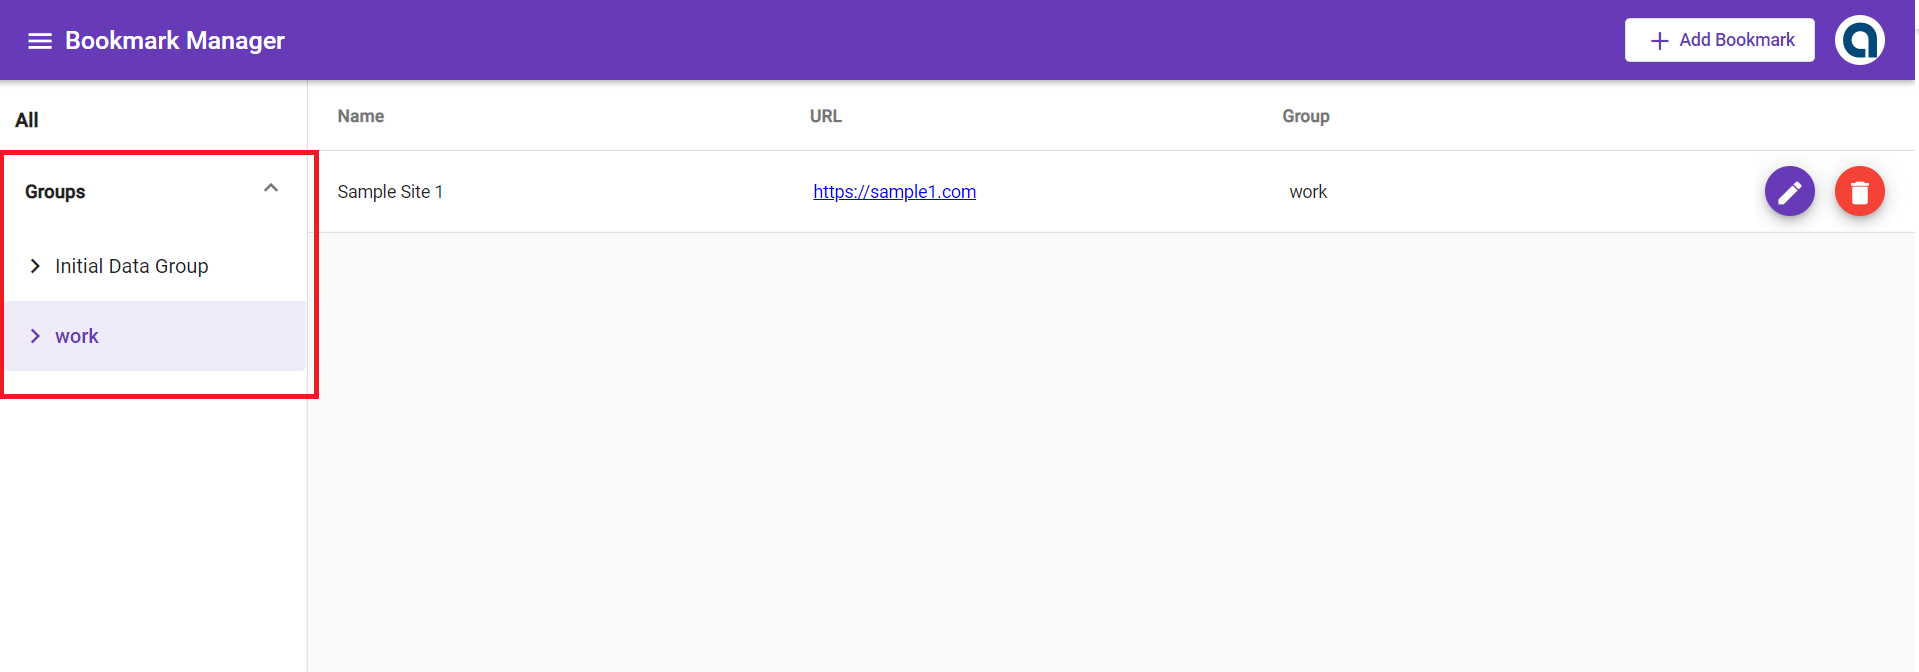 Bookmark Manager
Add Bookmark
All
Name URL Group
Groups
Sample Site 1 https://sample1.com work
Initial Data Group
work